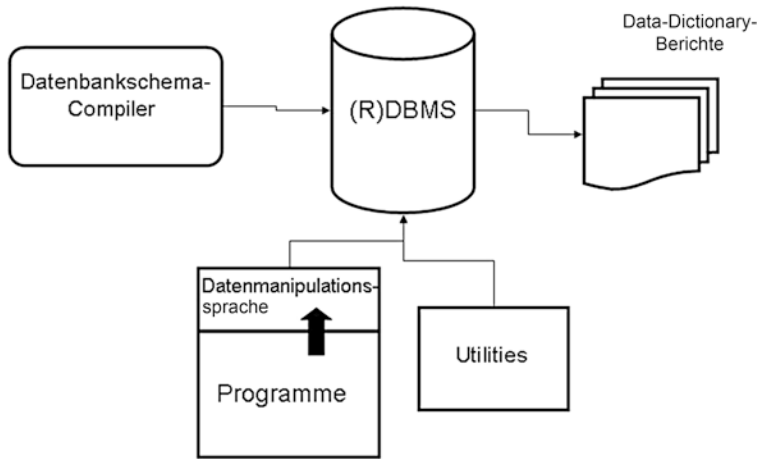 Data-Dictionary-
Berichte
Datenbankschema-
Compiler
(R)DBMS
Datenmanipulations-
sprache
Programme
Utilities